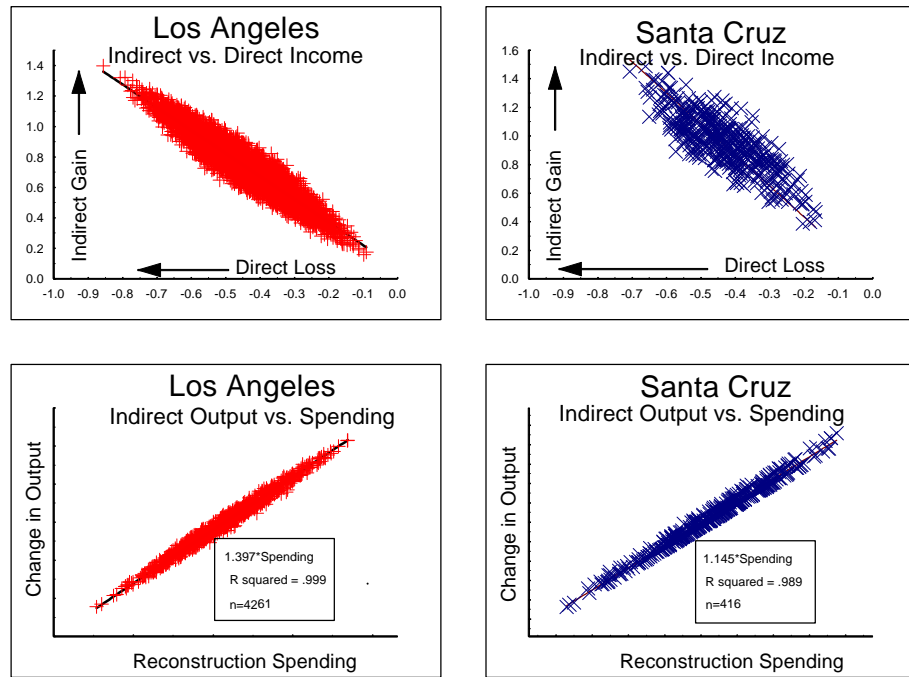 Los Angeles
Indirect vs. Direct Income
1.4
1.2
1.0
0.8
0.6
0.4
0.2
0.0
Indirect Gain
Direct Loss
-1.0 -0.9 -0.8 -0.7 -0.6 -0.5 -0.4 -0.3 -0.2 -0.1 0.0
Santa Cruz
Indirect vs. Direct Income
1.6
1.4
1.2
1.0
0.8
0.6
0.4
0.2
0.0
Indirect Gain
Direct Loss
-1.0 -0.9 -0.8 -0.7 -0.6 -0.5 -0.4 -0.3 -0.2 -0.1 0.0
Los Angeles
Indirect Output vs. Spending
Change in Output
1.397*Spending
R squared = .999
n=4261
Reconstruction Spending
Santa Cruz
Indirect Output vs. Spending
Change in Output
1.145*Spending
R squared = .989
n=416
Reconstruction Spending